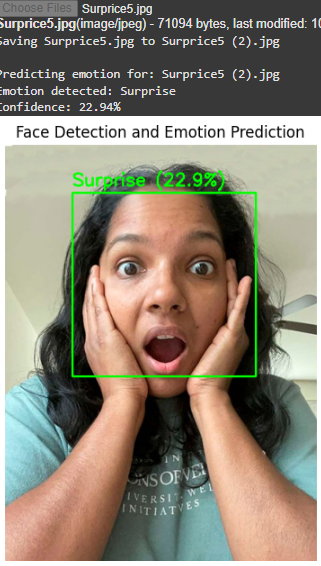 Choose Files Surprice5.jpg
Surprice5.jpg(image/jpeg) - 71094 bytes, last modified: 10
Saving Surprice5.jpg to Surprice5 (2).jpg
Predicting emotion for: Surprice5 (2).jpg
Emotion detected: Surprise
Confidence: 22.94%
Face Detection and Emotion Prediction
Surprise (22.9%)
INITIATIVES